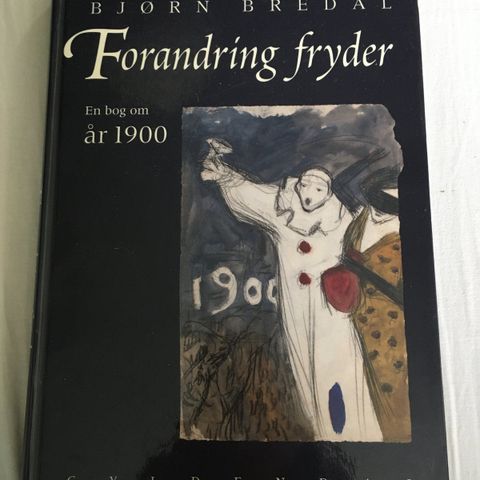 BJØRN BREDAL
Forandring fryder
En bog om
år 1900
1900